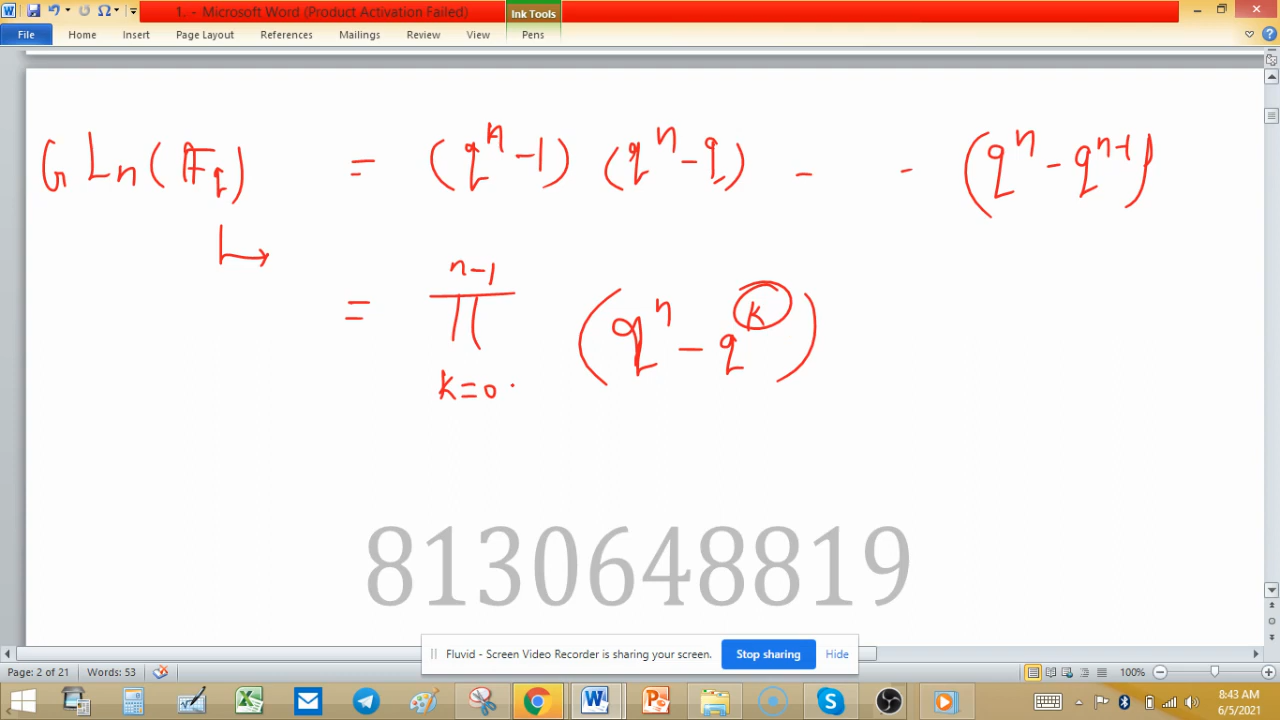 1. - Microsoft Word (Product Activation Failed)
Ink Tools
File Home Insert Page Layout References Mailings Review View Pens
GLn(Fq) = (q^n - 1) (q^n - q) - - (q^n - q^n-1)
↳
n-1
= Π (q^n - q^k)
k=0
8130648819
Fluvid - Screen Video Recorder is sharing your screen. Stop sharing Hide
Page: 2 of 21 Words: 53 100%
8:43 AM
6/5/2021